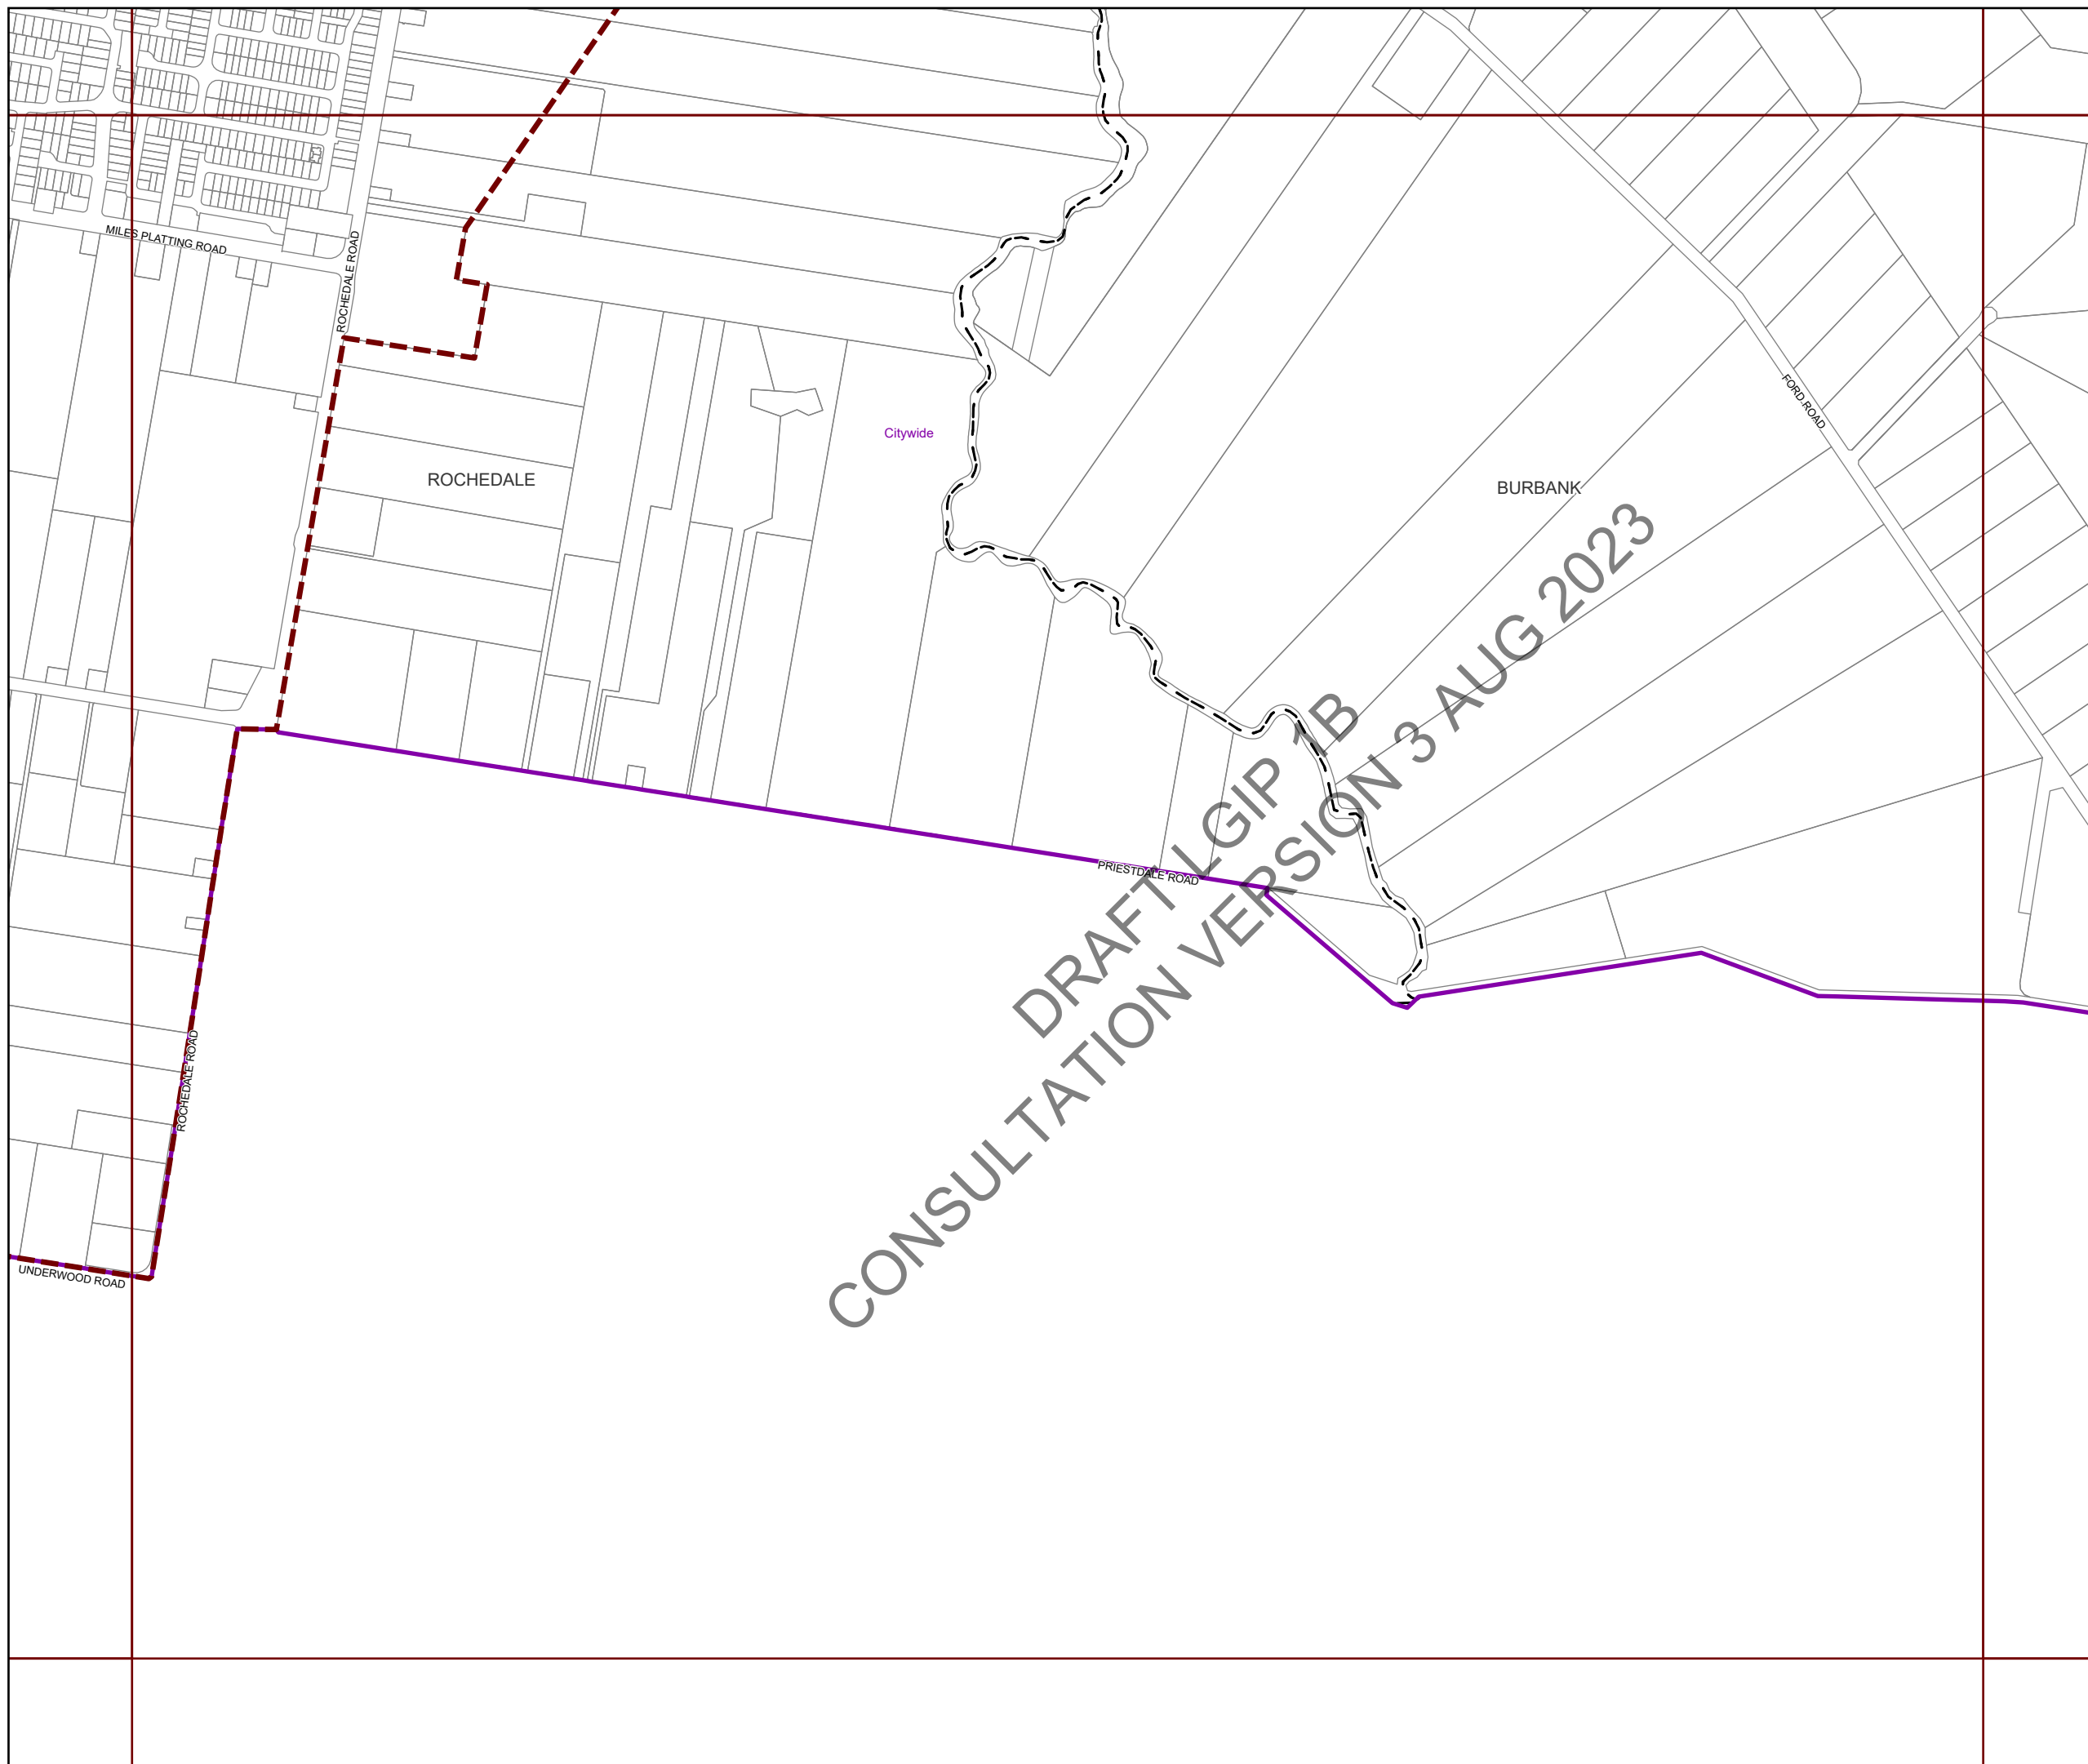 MILES PLATTING ROAD
ROCHEDALE ROAD
FORD ROAD
Citywide
ROCHEDALE
BURBANK
PRIESTDALE ROAD
DRAFT LGIP 1B
CONSULTATION VERSION 3 AUG 2023
ROCHEDALE ROAD
UNDERWOOD ROAD